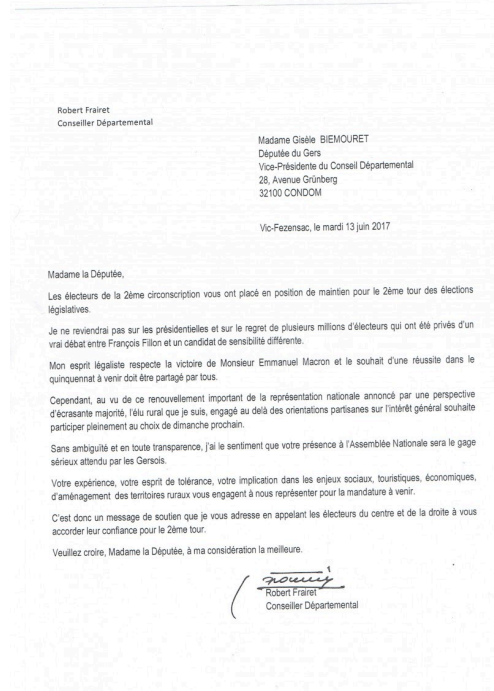 Robert Frairet
Conseiller Départemental
Madame Gisèle BIEMOURET
Députée du Gers
Vice-Présidente du Conseil Départemental
28, Avenue Grünberg
32100 CONDOM
Vic-Fezensac, le mardi 13 juin 2017
Madame la Députée,
Les électeurs de la 2ème circonscription vous ont placé en position de maintien pour le 2ème tour des élections
législatives.
Je ne reviendrai pas sur les présidentielles et sur le regret de plusieurs millions d'électeurs qui ont été privés d'un
vrai débat entre François Fillon et un candidat de sensibilité différente.
Mon esprit légaliste respecte la victoire de Monsieur Emmanuel Macron et le souhait d'une réussite dans le
quinquennat à venir doit être partagé par tous.
Cependant, au vu de ce renouvellement important de la représentation nationale annoncé par une perspective
d'écrasante majorité, l'élu rural que je suis, engagé au delà des orientations partisanes sur l'intérêt général souhaite
participer pleinement au choix de dimanche prochain.
Sans ambiguité et en toute transparence, j'ai le sentiment que votre présence à l'Assemblée Nationale sera le gage
sérieux attendu par les Gersois.
Votre expérience, votre esprit de tolérance, votre implication dans les enjeux sociaux, touristiques, économiques,
d'aménagement des territoires ruraux vous engagent à nous représenter pour la mandature à venir.
C'est donc un message de soutien que je vous adresse en appelant les électeurs du centre et de la droite à vous
accorder leur confiance pour le 2ème tour.
Veuillez croire, Madame la Députée, à ma considération la meilleure.
Robert Frairet
Conseiller Départemental